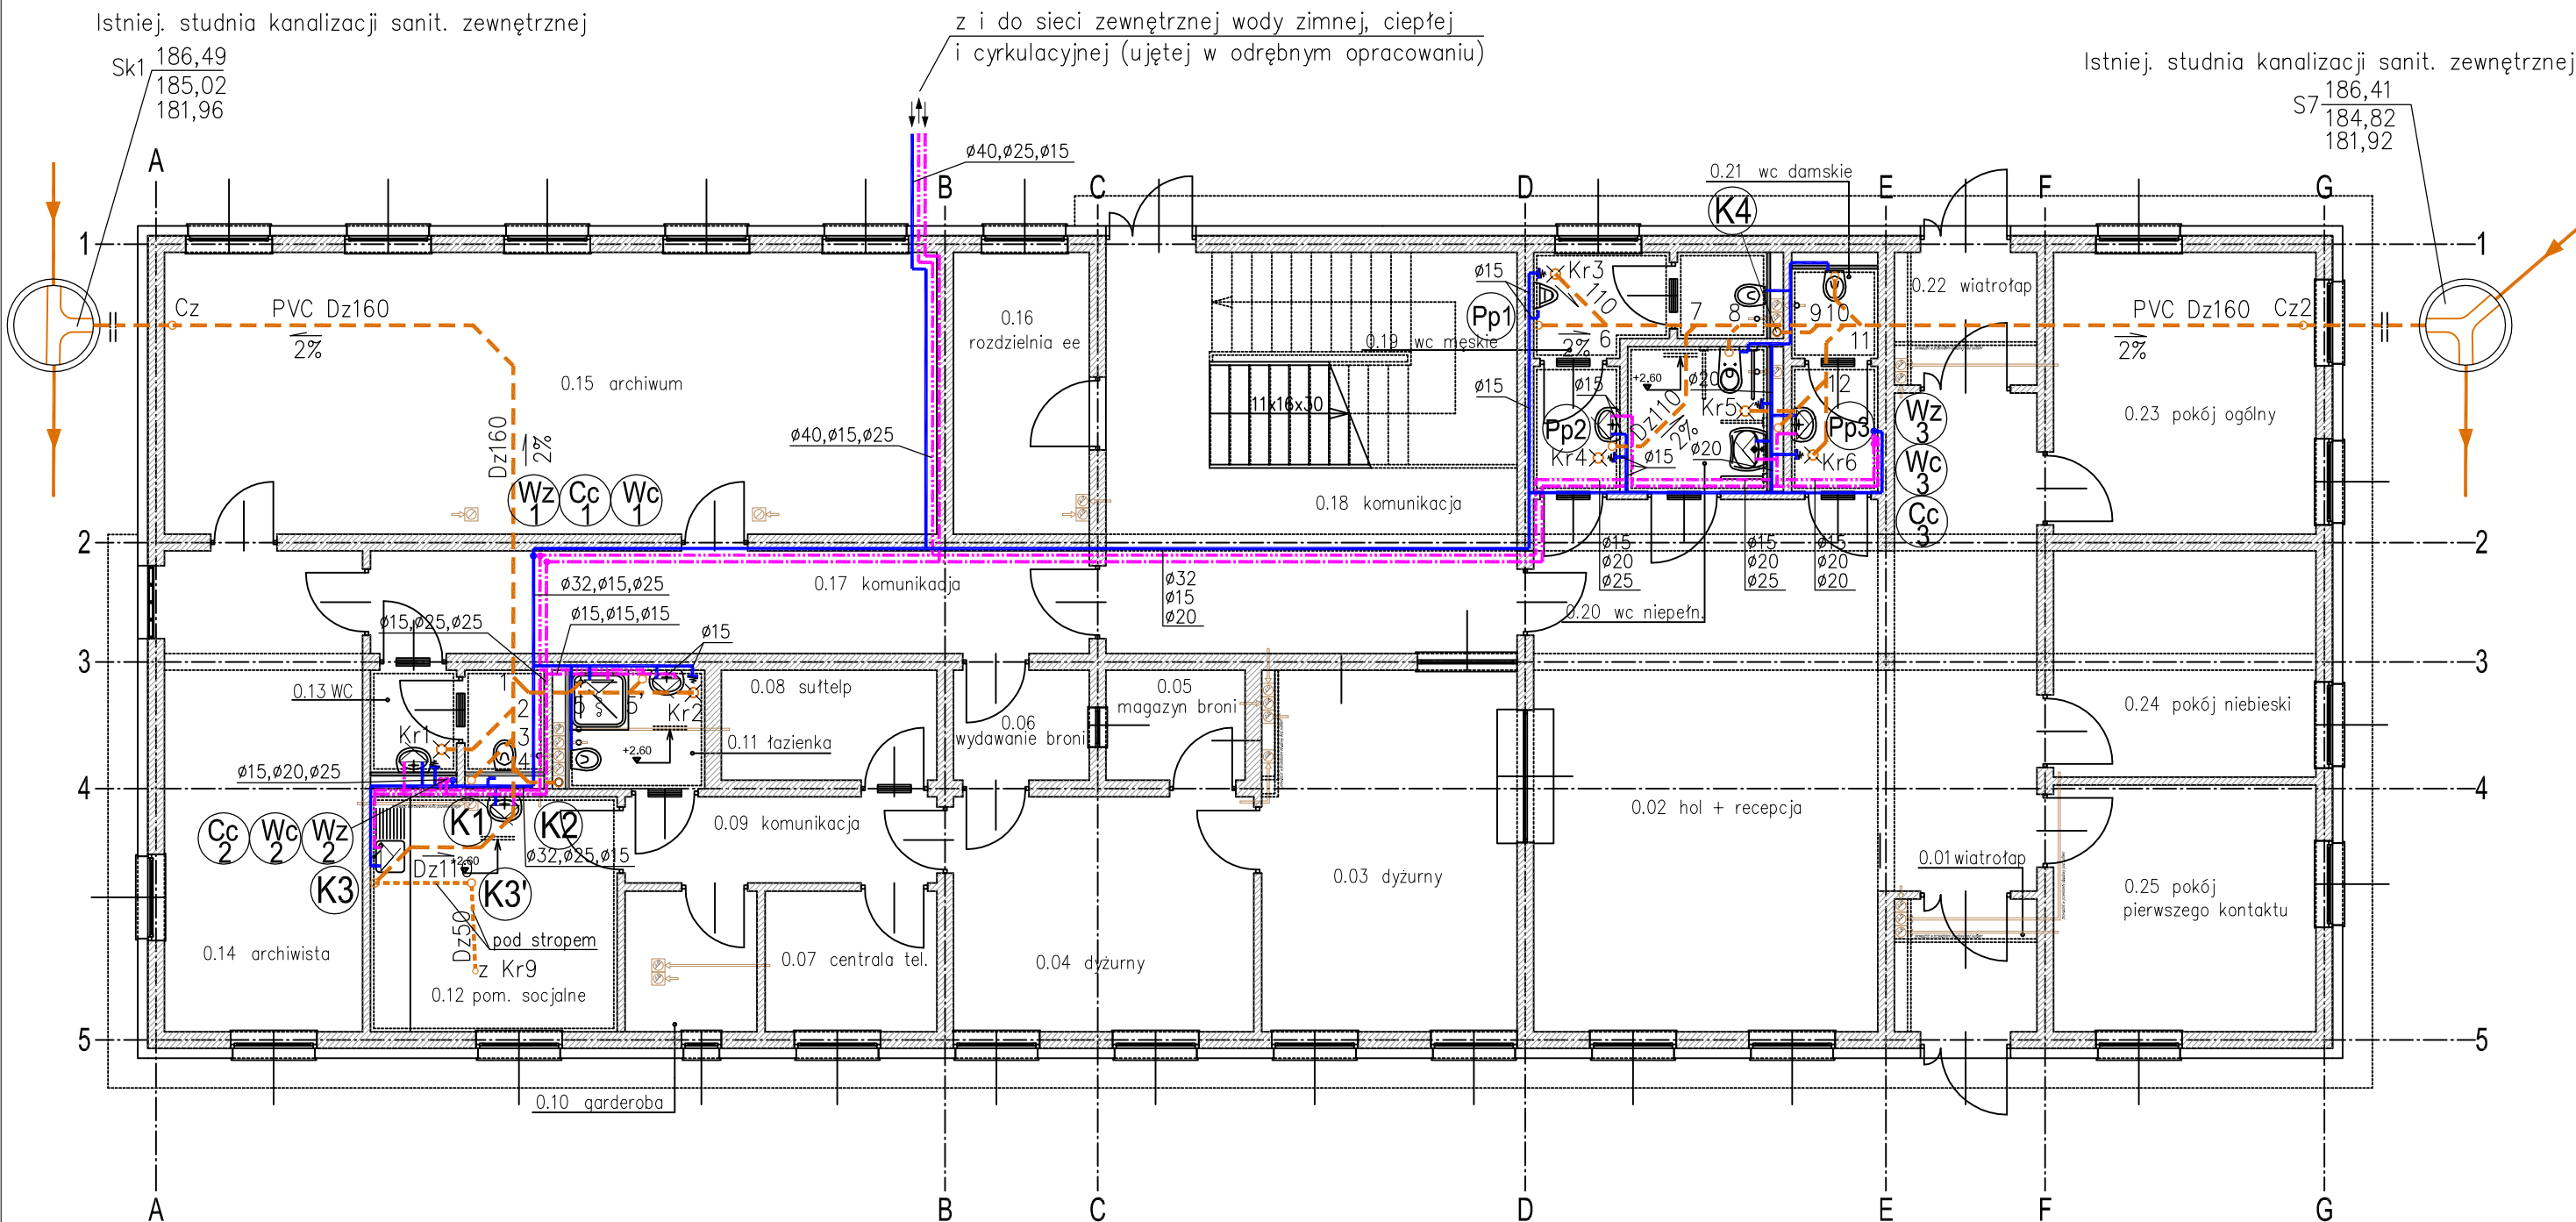 Istniej. studnia kanalizacji sanit. zewnętrznej
Sk1 186,49
185,02
181,96
z i do sieci zewnętrznej wody zimnej, ciepłej
i cyrkulacyjnej (ujętej w odrębnym opracowaniu)
Istniej. studnia kanalizacji sanit. zewnętrznej
S7 186,41
184,82
181,92
A
B
C
D
E
F
G
ø40,ø25,ø15
0.21 wc damskie
K4
1
1
Cz
PVC Dz160
2%
0.16
rozdzielnia ee
0.15 archiwum
Dz160
2%
ø40,ø15,ø25
Wz
1
Cc
1
Wc
1
11x16x30
0.18 komunikacja
0.19 wc męskie
ø15
Pp1
Kr3
110
6
2%
7
8
9
10
11
12
ø15
ø15
Pp2
Kr4
+2.60
Dz110
2%
ø15
ø20
Kr5
ø20
Pp3
Kr6
0.22 wiatrołap
PVC Dz160
Cz2
2%
Wz
3
Wc
3
Cc
3
0.23 pokój ogólny
2
2
ø32,ø15,ø25
0.17 komunikacja
ø32
ø15
ø20
ø15
ø20
ø25
ø15
ø20
ø25
ø15
ø20
ø20
0.20 wc niepełn.
ø15,ø25,ø25
ø15,ø15,ø15
ø15
3
3
0.13 WC
1
2
3
4
Kr1
5
5'
Kr2
+2.60
0.11 łazienka
0.08 sułtelp
0.06
wydawanie broni
0.05
magazyn broni
0.24 pokój niebieski
ø15,ø20,ø25
4
4
Cc
2
Wc
2
Wz
2
K1
K2
0.09 komunikacja
ø32,ø25,ø15
0.02 hol + recepcja
+2.60
Dz110
K3
K3'
0.01 wiatrołap
0.03 dyżurny
0.25 pokój
pierwszego kontaktu
Dz50
pod stropem
z Kr9
0.14 archiwista
0.12 pom. socjalne
0.07 centrala tel.
0.04 dyżurny
5
5
0.10 garderoba
A
B
C
D
E
F
G